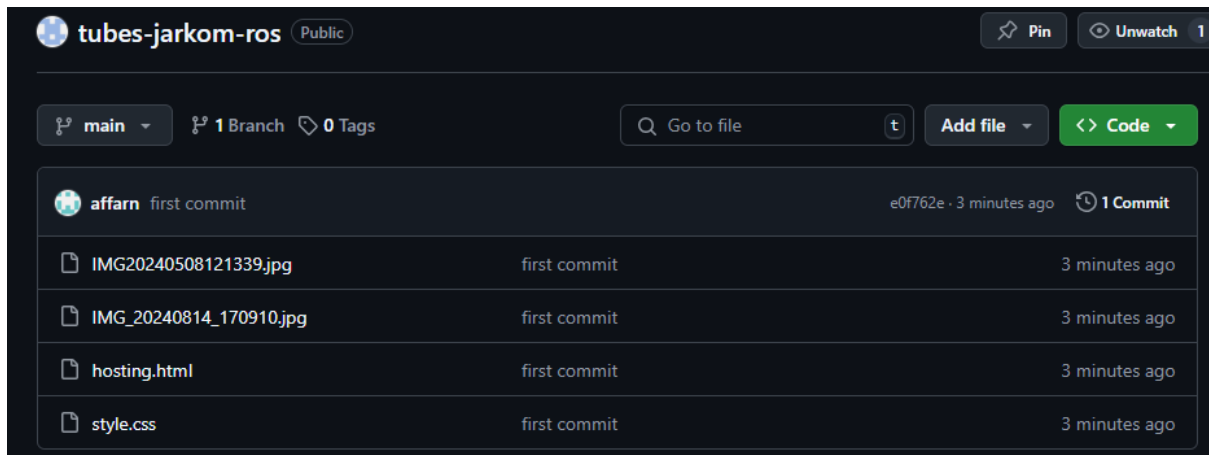 tubes-jarkom-ros Public Pin Unwatch 1
main 1 Branch 0 Tags Go to file t Add file <> Code
affarn first commit e0f762e · 3 minutes ago 1 Commit
IMG20240508121339.jpg first commit 3 minutes ago
IMG_20240814_170910.jpg first commit 3 minutes ago
hosting.html first commit 3 minutes ago
style.css first commit 3 minutes ago